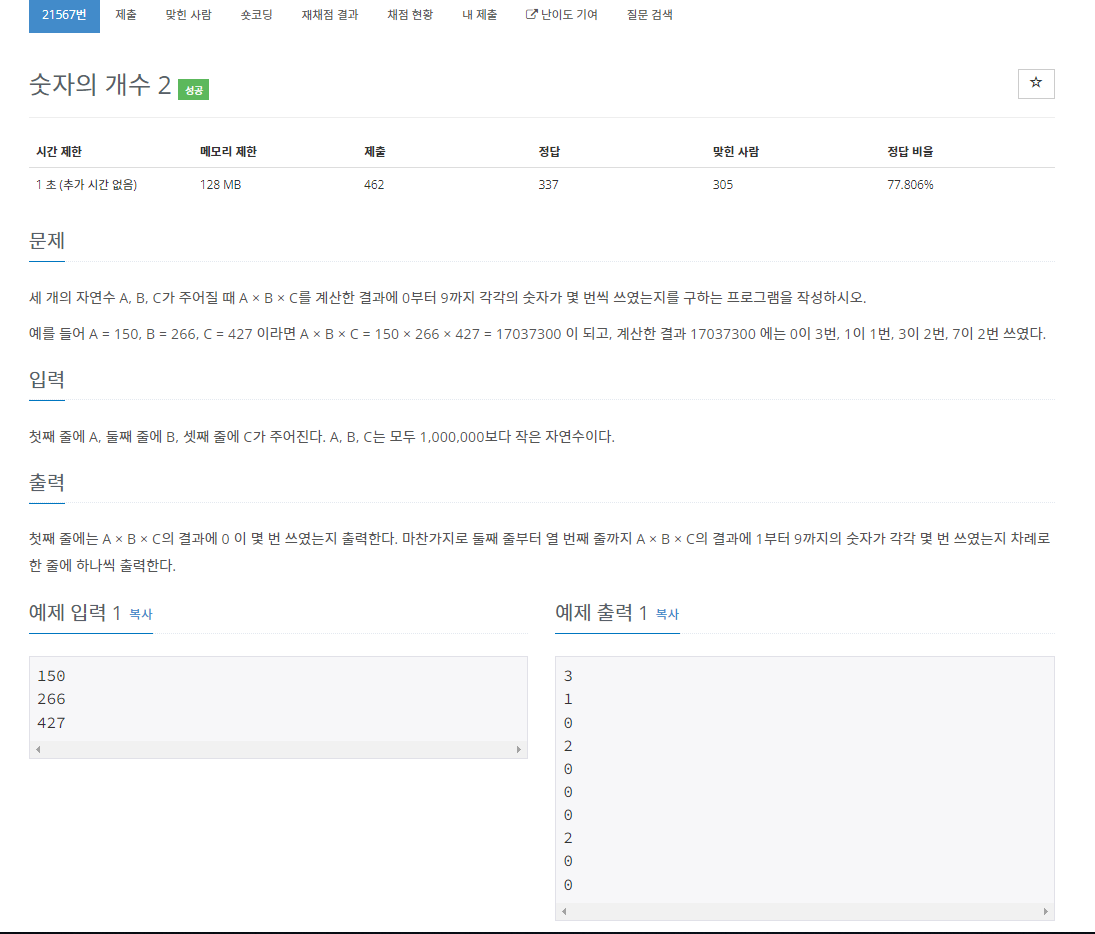 21567번 제출 맞힌 사람 숏코딩 재채점 결과 채점 현황 내 제출 난이도 기여 질문 검색
숫자의 개수 2 성공
시간 제한 메모리 제한 제출 정답 맞힌 사람 정답 비율
1 초 (추가 시간 없음) 128 MB 462 337 305 77.806%
문제
세 개의 자연수 A, B, C가 주어질 때 A × B × C를 계산한 결과에 0부터 9까지 각각의 숫자가 몇 번씩 쓰였는지를 구하는 프로그램을 작성하시오.
예를 들어 A = 150, B = 266, C = 427 이라면 A × B × C = 150 × 266 × 427 = 17037300 이 되고, 계산한 결과 17037300 에는 0이 3번, 1이 1번, 3이 2번, 7이 2번 쓰였다.
입력
첫째 줄에 A, 둘째 줄에 B, 셋째 줄에 C가 주어진다. A, B, C는 모두 1,000,000보다 작은 자연수이다.
출력
첫째 줄에는 A × B × C의 결과에 0 이 몇 번 쓰였는지 출력한다. 마찬가지로 둘째 줄부터 열 번째 줄까지 A × B × C의 결과에 1부터 9까지의 숫자가 각각 몇 번 쓰였는지 차례로
한 줄에 하나씩 출력한다.
예제 입력 1 복사
150
266
427
예제 출력 1 복사
3
1
0
2
0
0
0
2
0
0